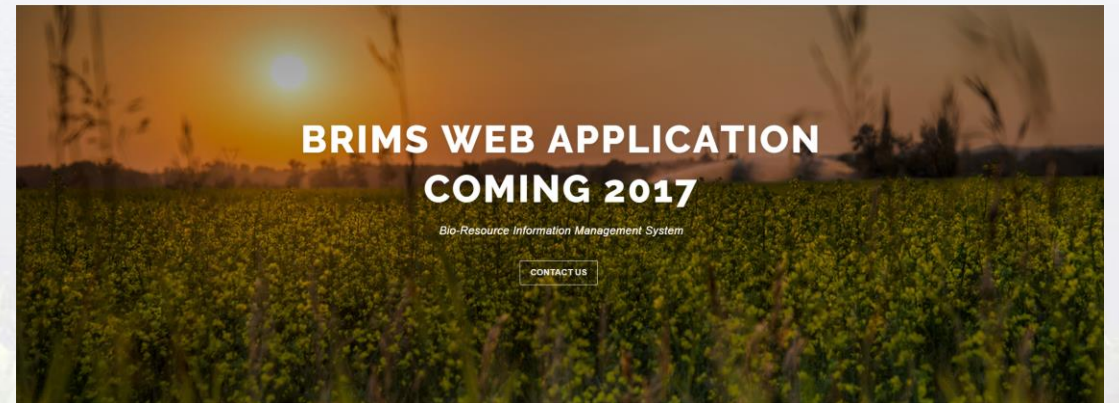 BRIMS WEB APPLICATION
COMING 2017
Bio-Resource Information Management System
CONTACT US